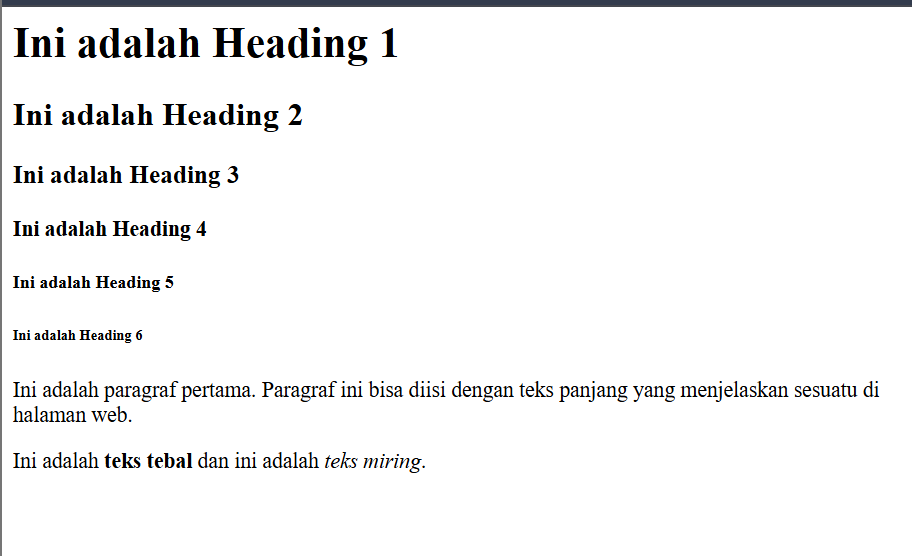 Ini adalah Heading 1
Ini adalah Heading 2
Ini adalah Heading 3
Ini adalah Heading 4
Ini adalah Heading 5
Ini adalah Heading 6
Ini adalah paragraf pertama. Paragraf ini bisa diisi dengan teks panjang yang menjelaskan sesuatu di
halaman web.
Ini adalah teks tebal dan ini adalah teks miring.